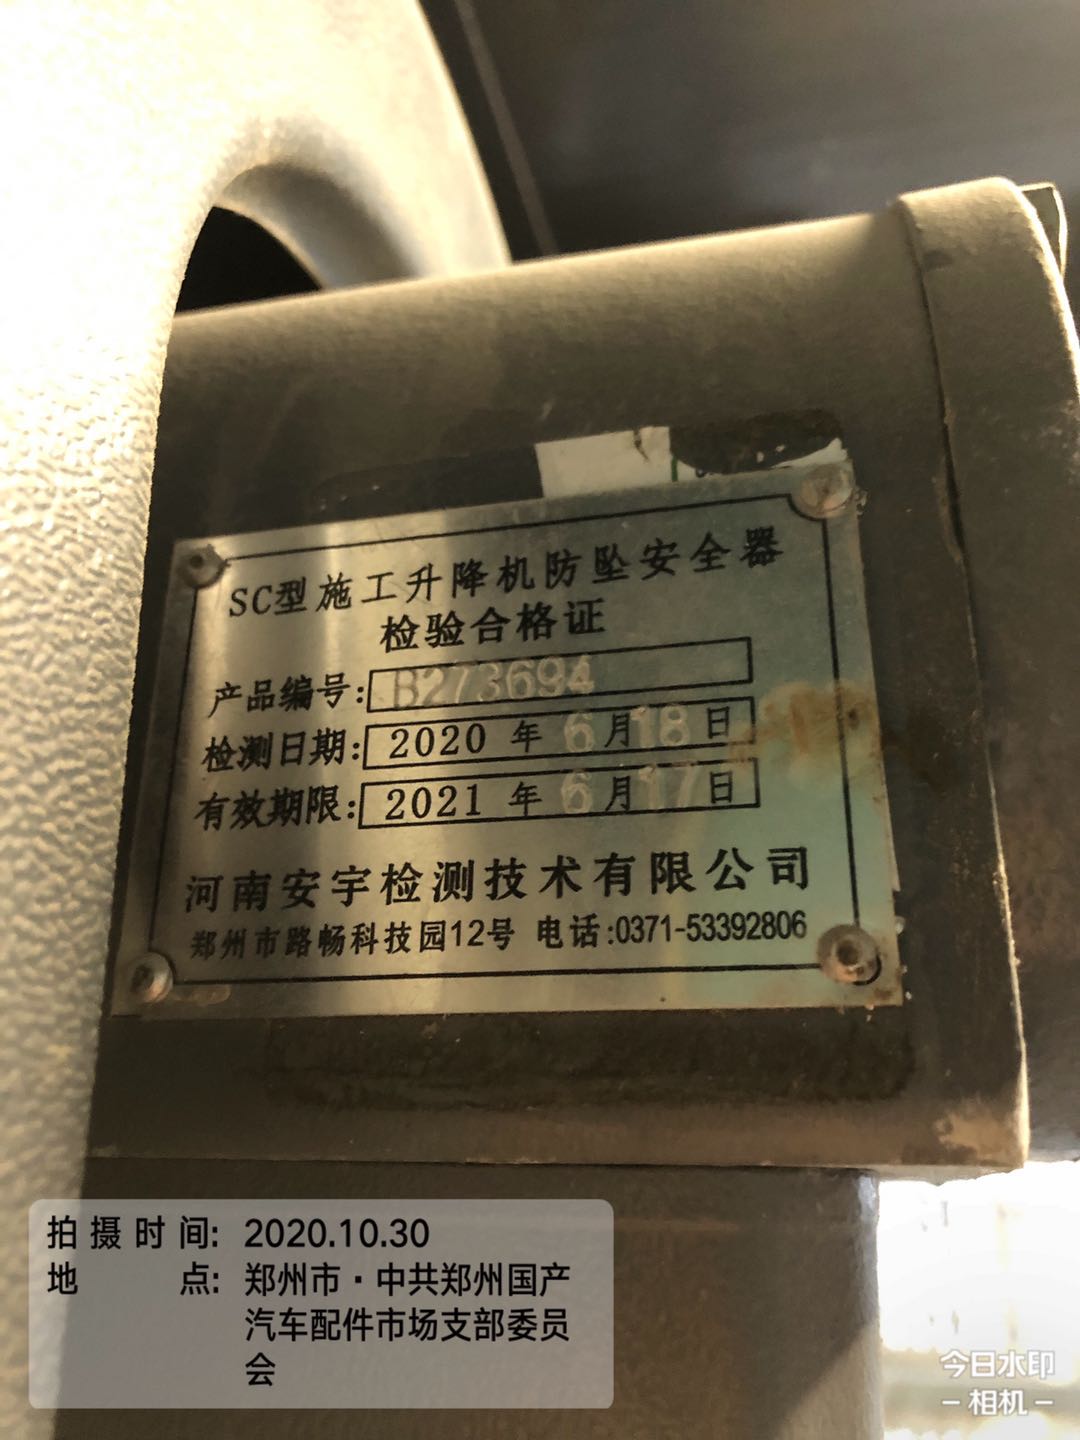 SC型施工升降机防坠安全器
检验合格证
产品编号: B273694
检测日期: 2020 年 6 月 18 日
有效期限: 2021 年 6 月 17 日
河南安宇检测技术有限公司
郑州市路畅科技园12号 电话:0371-53392806
拍摄时间: 2020.10.30
地点: 郑州市·中共郑州国产
汽车配件市场支部委员
会
今日水印
-相机-